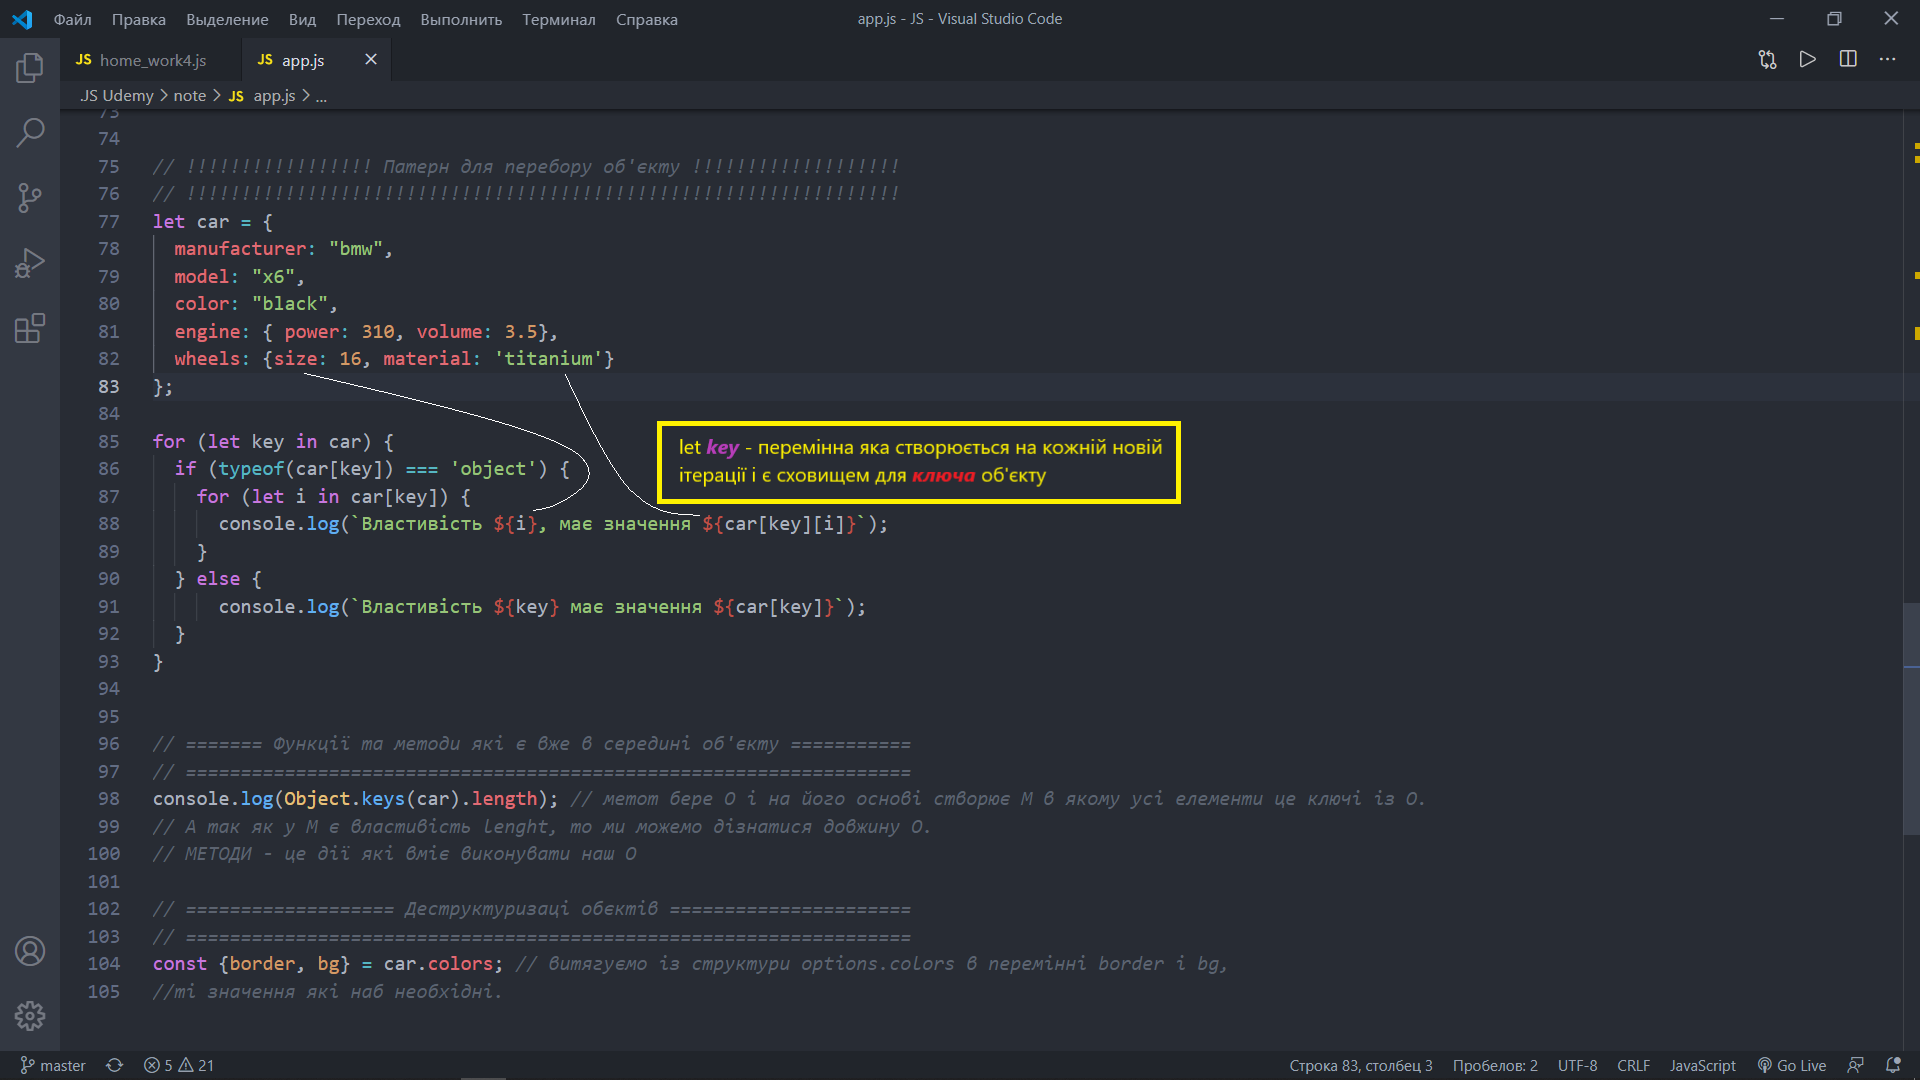 Файл Правка Выделение Вид Переход Выполнить Терминал Справка
app.js - JS - Visual Studio Code
JS home_work4.js
JS app.js
JS Udemy > note > JS app.js > ...
73
74
75 // !!!!!!!!!!!!!!!!! Патерн для перебору об'єкту !!!!!!!!!!!!!!!!!!!
76 // !!!!!!!!!!!!!!!!!!!!!!!!!!!!!!!!!!!!!!!!!!!!!!!!!!!!!!!!!!!!!!!!!
77 let car = {
78 manufacturer: "bmw",
79 model: "x6",
80 color: "black",
81 engine: { power: 310, volume: 3.5},
82 wheels: {size: 16, material: 'titanium'}
83 };
84
85 for (let key in car) {
86 if (typeof(car[key]) === 'object') {
87 for (let i in car[key]) {
88 console.log(`Властивість ${i}, має значення ${car[key][i]}`);
89 }
90 } else {
91 console.log(`Властивість ${key} має значення ${car[key]}`);
92 }
93 }
94
95
let key - перемінна яка створюється на кожній новій
ітерації і є сховищем для ключа об'єкту
96 // ======= Функції та методи які є вже в середині об'єкту ===========
97 // ==================================================================
98 console.log(Object.keys(car).length); // метот бере О і на його основі створює М в якому усі елементи це ключі із О.
99 // А так як у М є властивість lenght, то ми можемо дізнатися довжину О.
100 // МЕТОДИ - це дії які вміє виконувати наш О
101
102 // =================== Деструктуризаці обєктів ======================
103 // ==================================================================
104 const {border, bg} = car.colors; // витягуємо із структури options.colors в перемінні border і bg,
105 //ті значення які наб необхідні.
master 5 21
Строка 83, столбец 3 Пробелов: 2 UTF-8 CRLF JavaScript Go Live